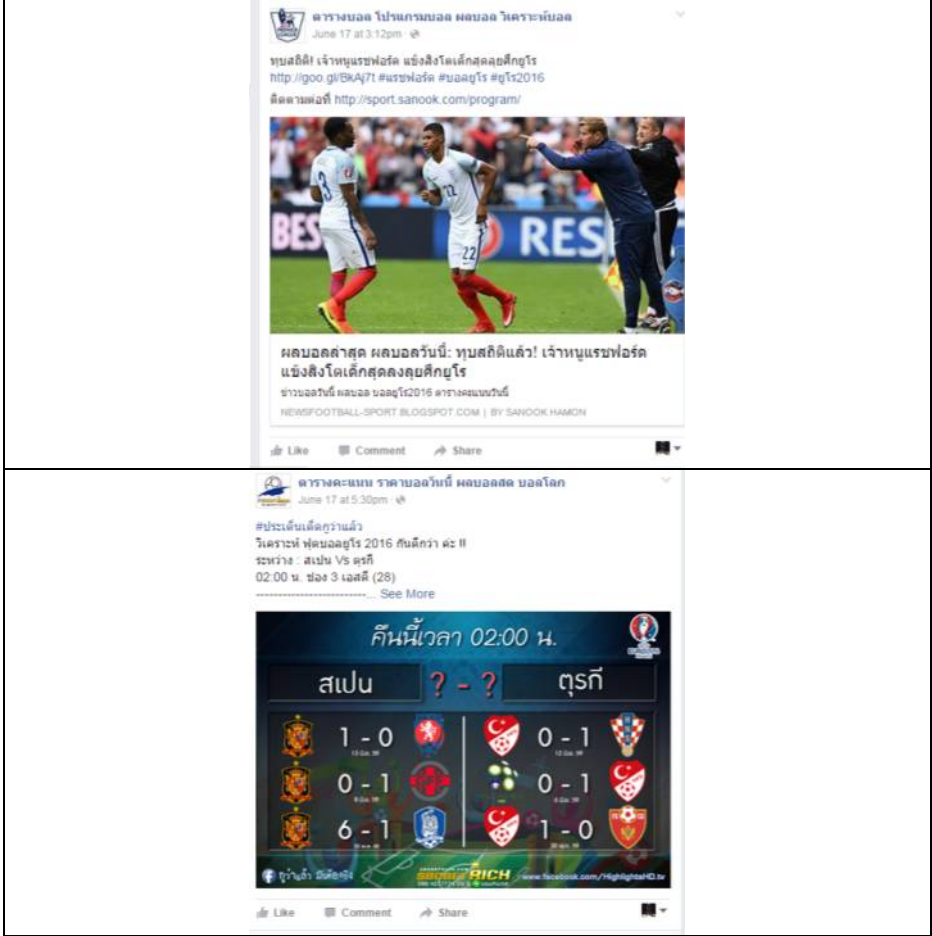 ตารางบอล โปรแกรมบอล ผลบอล วิเคราะห์บอล
June 17 at 3:12pm
ทุบสถิติ! เจ้าหนูแรชฟอร์ด แข้งสิงโตเด็กสุดลุยศึกยูโร
http://goo.gl/BkAj7t #แรชฟอร์ด #บอลยูโร #ยูโร2016
ติดตามต่อที่ http://sport.sanook.com/program/
3
22
22
BES
RES
ผลบอลล่าสุด ผลบอลวันนี้: ทุบสถิติแล้ว! เจ้าหนูแรชฟอร์ด
แข้งสิงโตเด็กสุดลงลุยศึกยูโร
ข่าวบอลวันนี้ ผลบอล บอลยูโร2016 ตารางคะแนนวันนี้
NEWSFOOTBALL-SPORT.BLOGSPOT.COM | BY SANOOK HAMON
Like Comment Share
ตารางคะแนน ราคาบอลวันนี้ ผลบอลสด บอลโลก
June 17 at 5:30pm
#ประเด็นเด็ดกูว่าแล้ว
วิเคราะห์ ฟุตบอลยูโร 2016 กันดีกว่า ค่ะ !!
ระหว่าง : สเปน Vs ตุรกี
02:00 น. ช่อง 3 เอสดี (28)
-------------------------... See More
คืนนี้เวลา 02:00 น.
สเปน ? - ? ตุรกี
1 - 0 0 - 1
13 มิ.ย. 59 12 มิ.ย. 59
0 - 1 0 - 1
6 - 1 1 - 0
RICH www.facebook.com/HighlightsHD.tv
Like Comment Share